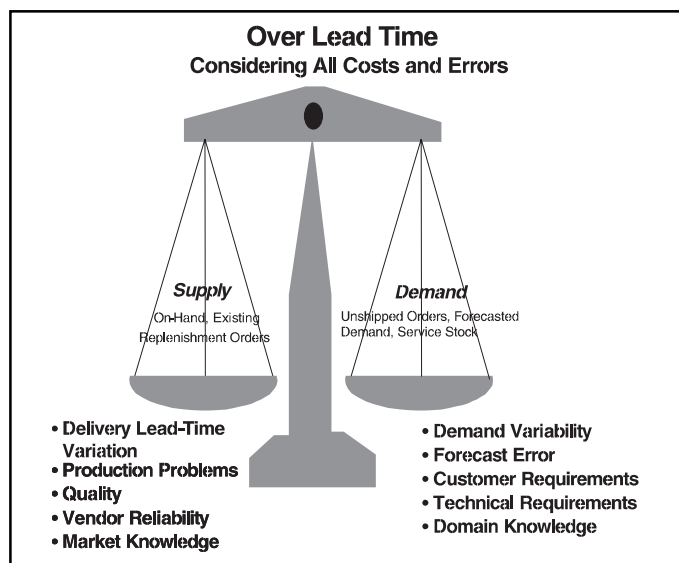 Over Lead Time
Considering All Costs and Errors
Supply
On-Hand, Existing
Replenishment Orders
Demand
Unshipped Orders, Forecasted
Demand, Service Stock
• Delivery Lead-Time
Variation
• Production Problems
• Quality
• Vendor Reliability
• Market Knowledge
• Demand Variability
• Forecast Error
• Customer Requirements
• Technical Requirements
• Domain Knowledge